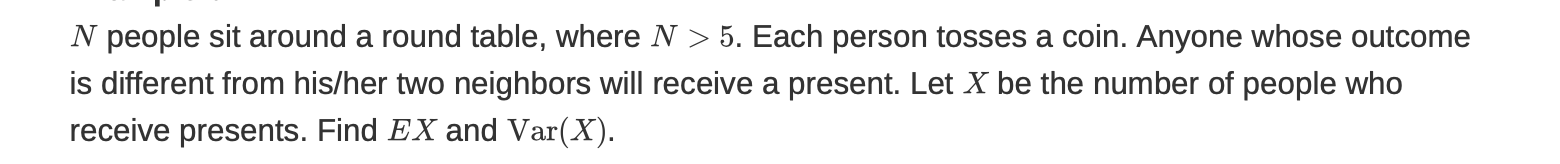 N people sit around a round table, where N > 5. Each person tosses a coin. Anyone whose outcome
is different from his/her two neighbors will receive a present. Let X be the number of people who
receive presents. Find EX and Var(X).